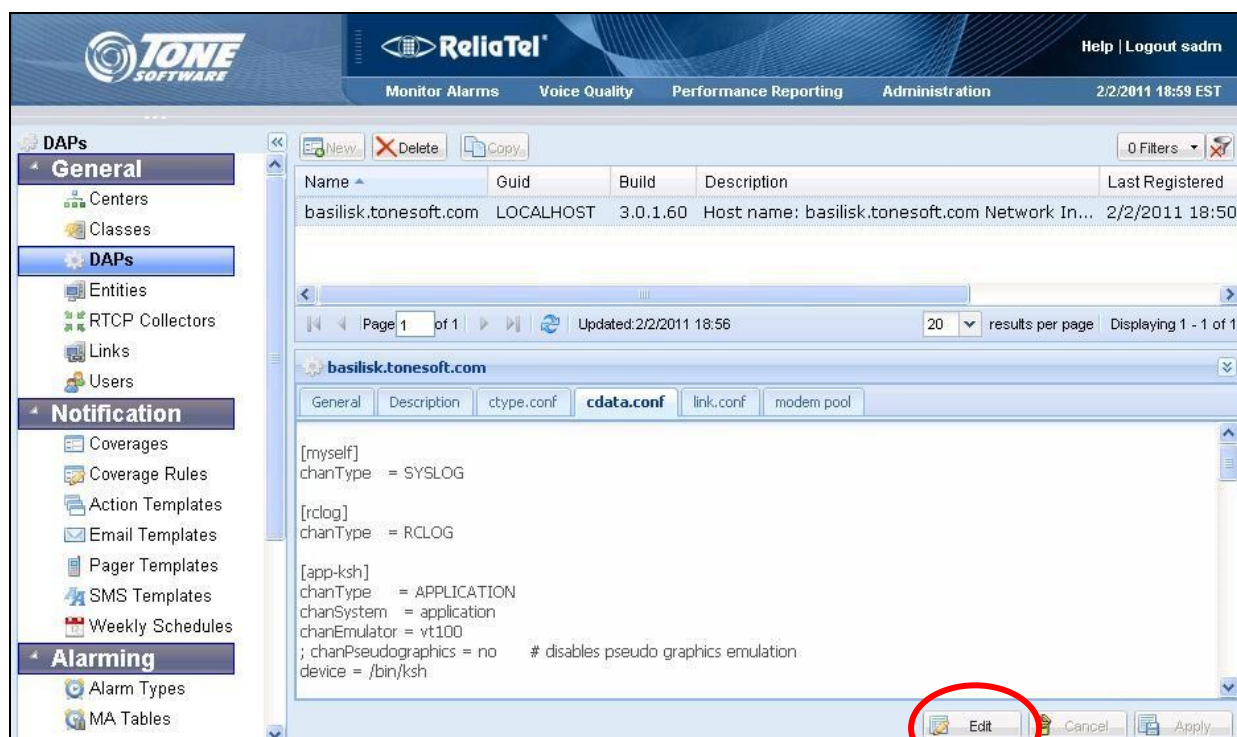 TONE
SOFTWARE
ReliaTel
Help | Logout sadm
Monitor Alarms Voice Quality Performance Reporting Administration 2/2/2011 18:59 EST
DAPs
General
Centers
Classes
DAPs
Entities
RTCP Collectors
Links
Users
Notification
Coverages
Coverage Rules
Action Templates
Email Templates
Pager Templates
SMS Templates
Weekly Schedules
Alarming
Alarm Types
MA Tables
New Delete Copy 0 Filters
Name Guid Build Description Last Registered
basilisk.tonesoft.com LOCALHOST 3.0.1.60 Host name: basilisk.tonesoft.com Network In... 2/2/2011 18:50
Page 1 of 1 Updated:2/2/2011 18:56 20 results per page Displaying 1 - 1 of 1
basilisk.tonesoft.com
General Description ctype.conf cdata.conf link.conf modem pool
[myself]
chanType = SYSLOG
[rclog]
chanType = RCLOG
[app-ksh]
chanType = APPLICATION
chanSystem = application
chanEmulator = vt100
; chanPseudographics = no # disables pseudo graphics emulation
device = /bin/ksh
Edit Cancel Apply